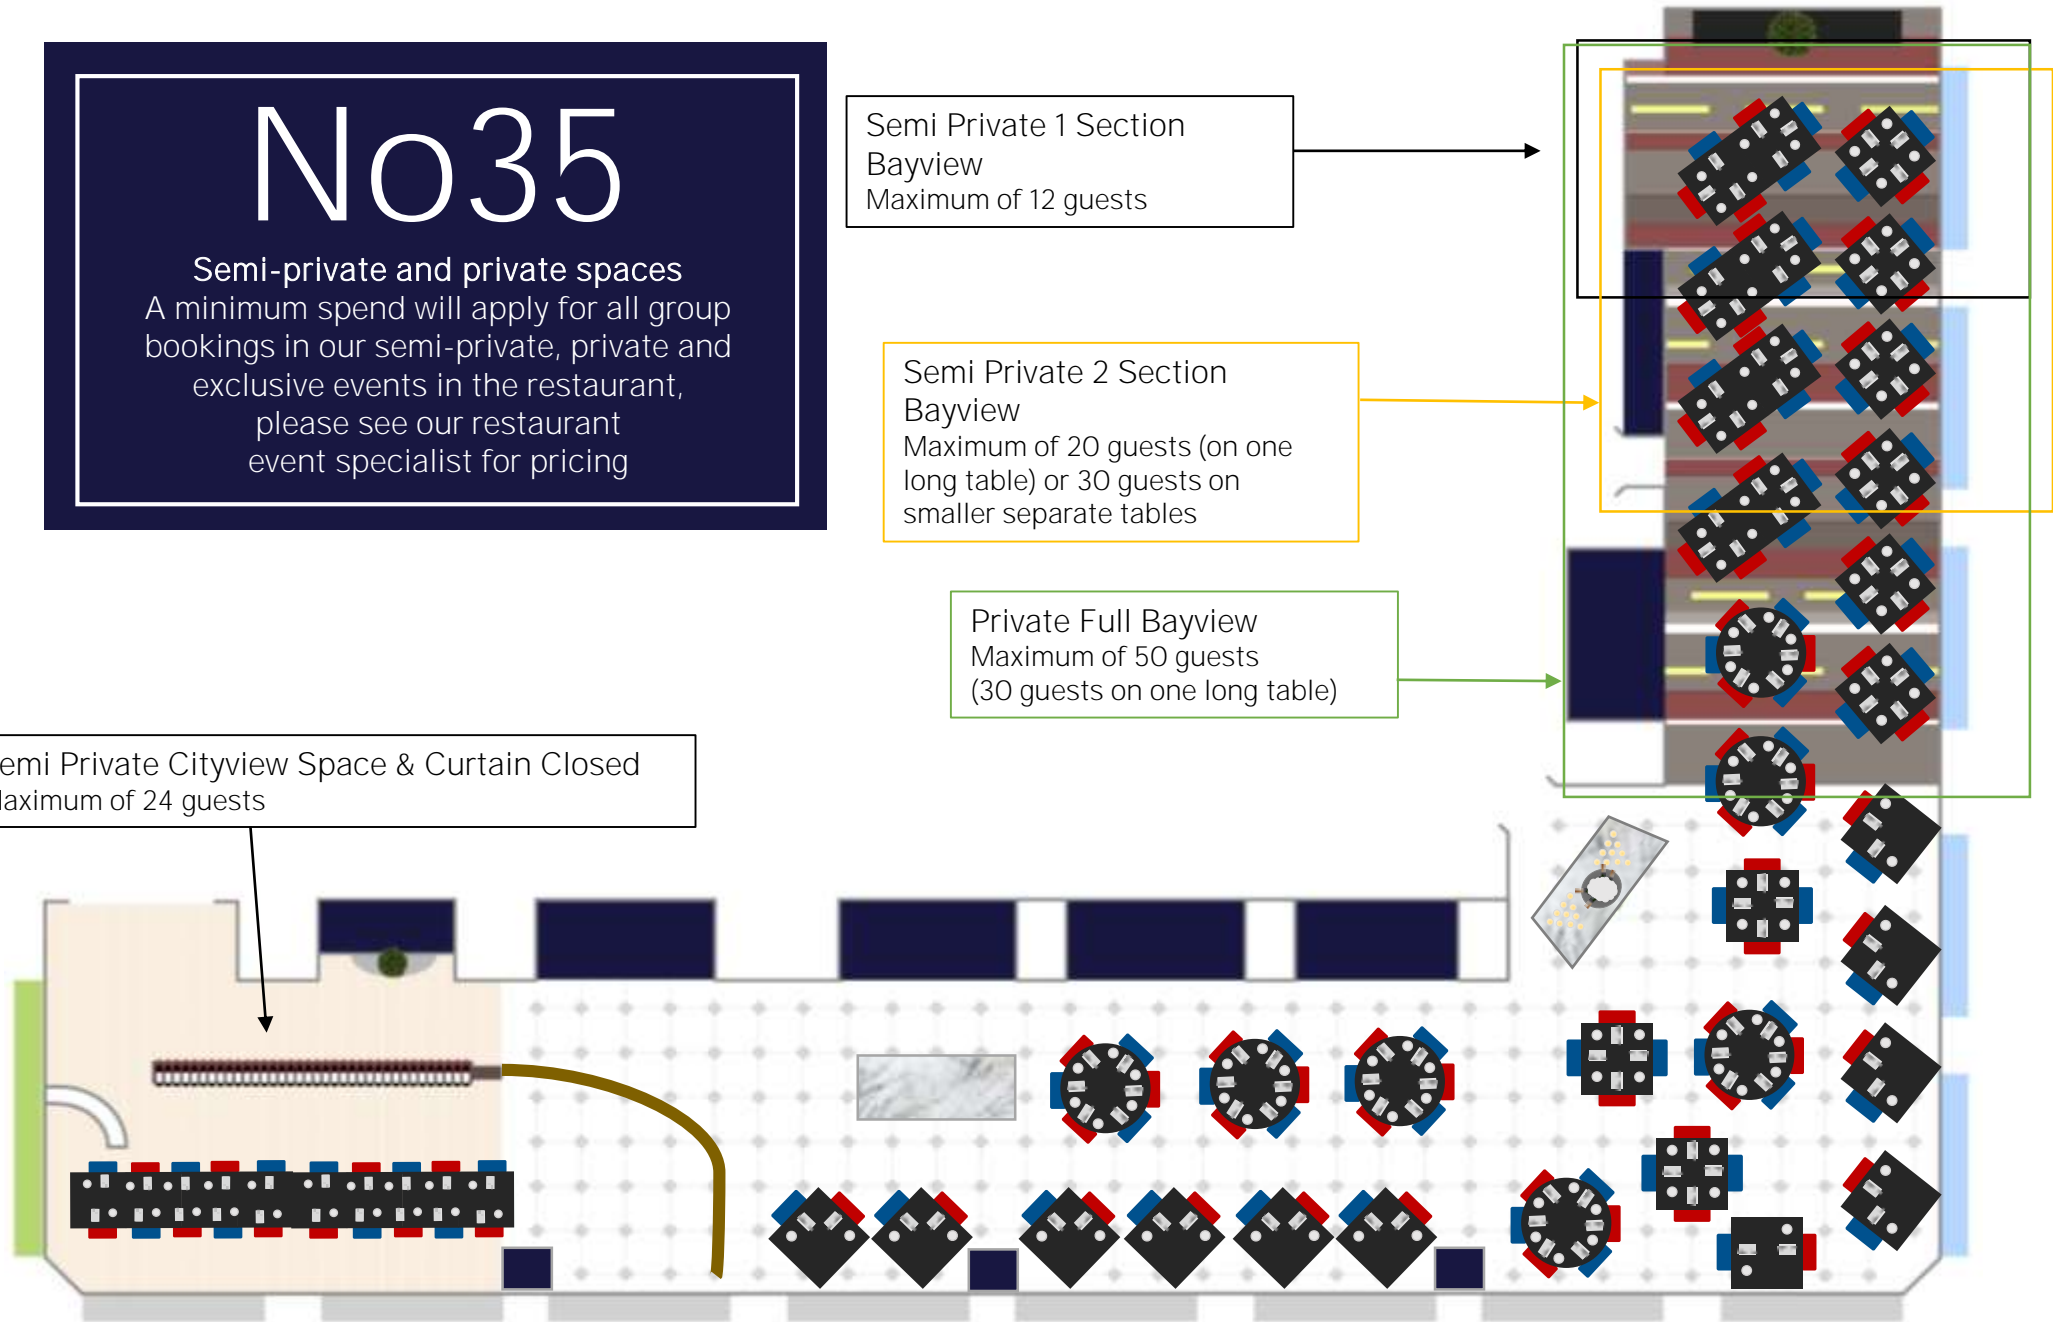 No35
Semi-private and private spaces
A minimum spend will apply for all group
bookings in our semi-private, private and
exclusive events in the restaurant,
please see our restaurant
event specialist for pricing
Semi Private 1 Section
Bayview
Maximum of 12 guests
Semi Private 2 Section
Bayview
Maximum of 20 guests (on one
long table) or 30 guests on
smaller separate tables
Private Full Bayview
Maximum of 50 guests
(30 guests on one long table)
emi Private Cityview Space & Curtain Closed
aximum of 24 guests